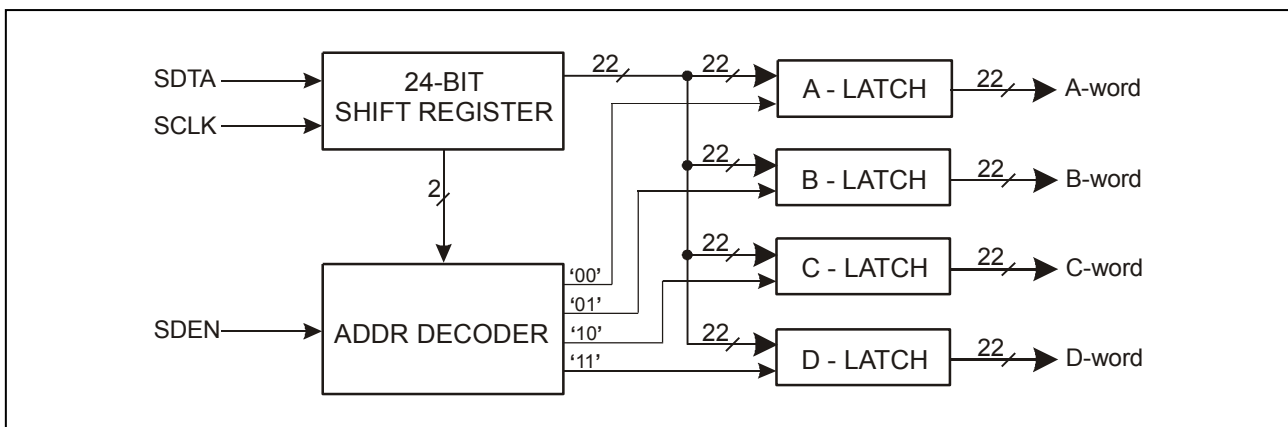 SDTA
SCLK
24-BIT
SHIFT REGISTER
22
22
A - LATCH
22
A-word
2
22
B - LATCH
22
B-word
SDEN
ADDR DECODER
‘00’
‘01’
‘10’
‘11’
22
C - LATCH
22
C-word
22
D - LATCH
22
D-word